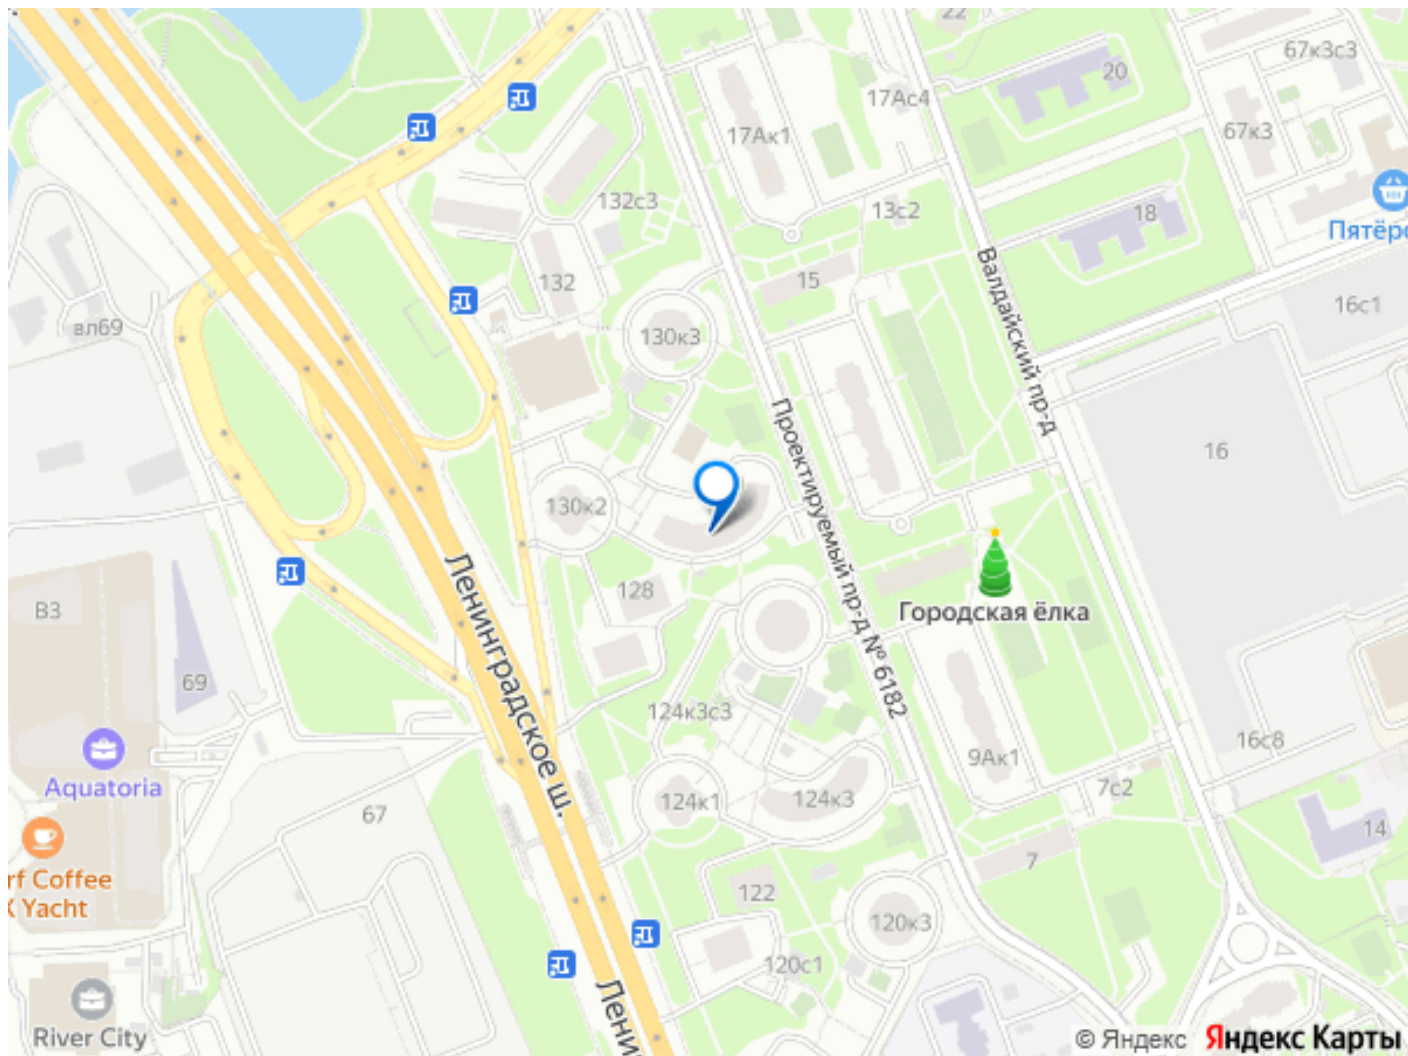 22
67к3с3
20
17Ас4
17Ак1
67к3
132с3
13с2
18
Пятёро
Валдайский пр-д
132
15
16с1
вл69
130к3
Проектируемый пр-д № 6182
16
130к2
Ленинградское ш.
128
В3
Городская ёлка
69
124к3с3
16с8
9Ак1
Aquatoria
7с2
124к1
124к3
67
14
7
rf Coffee
X Yacht
122
120к3
120с1
Ленин
River City
© Яндекс
Яндекс Карты